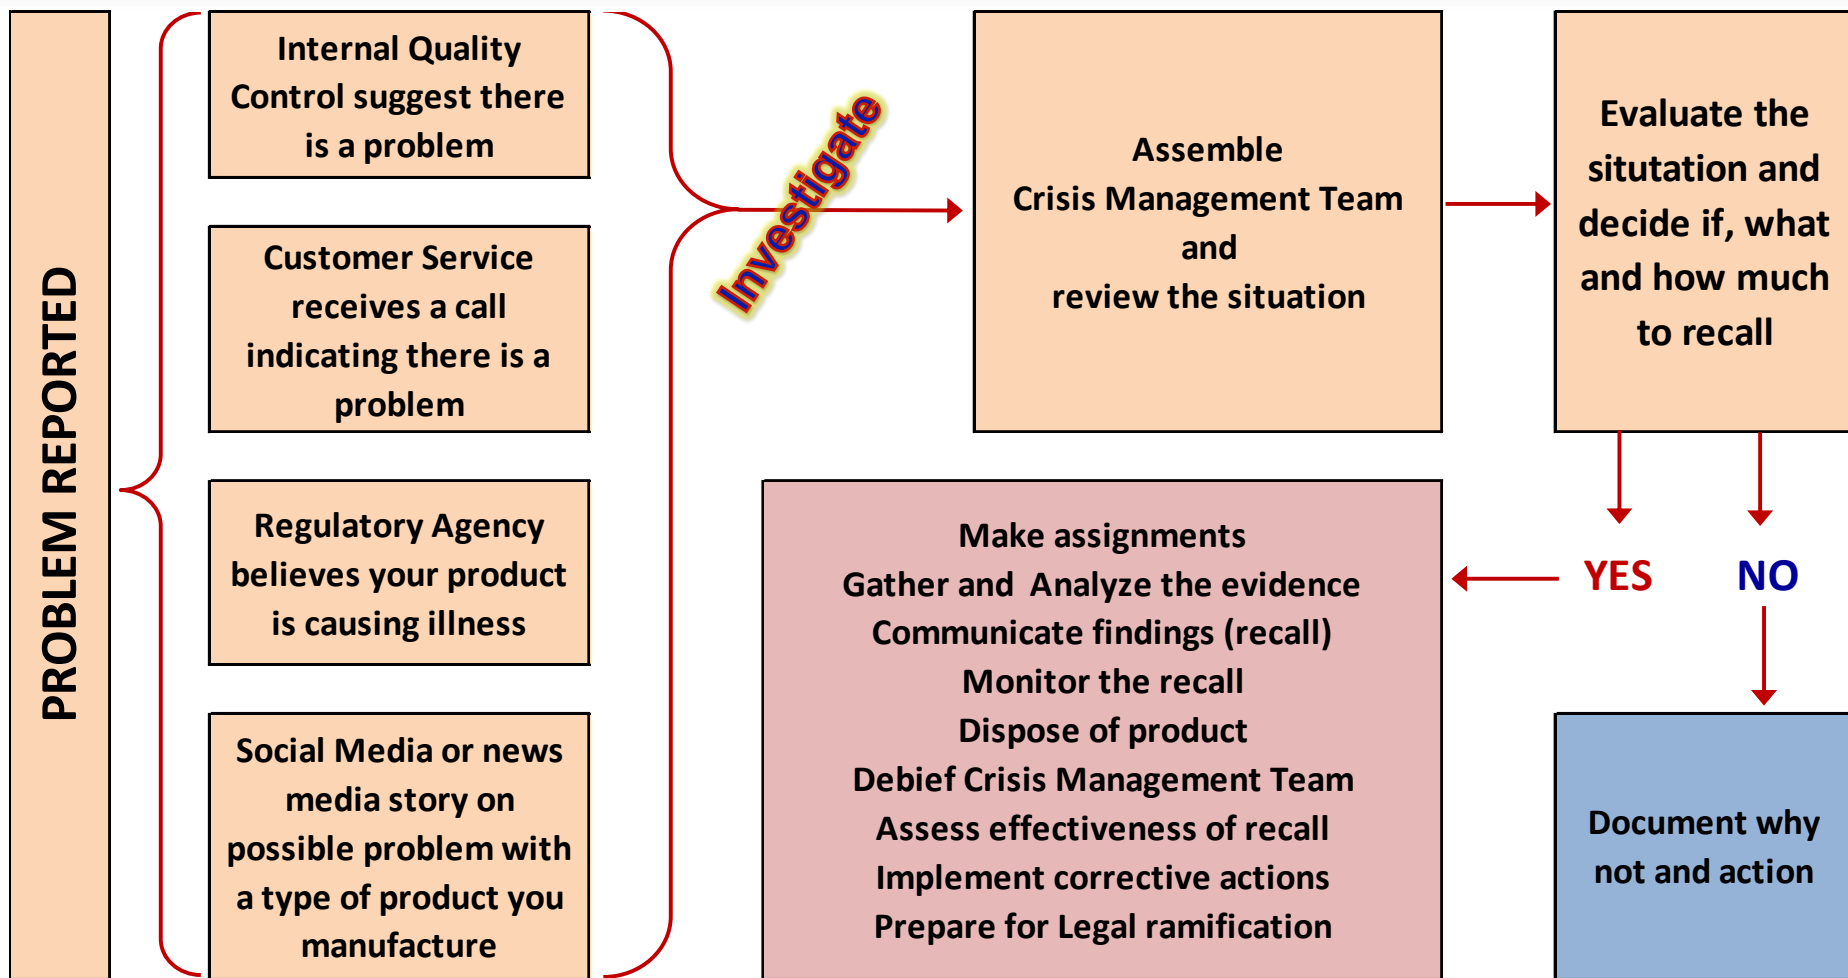 PROBLEM REPORTED
Internal Quality
Control suggest there
is a problem
Customer Service
receives a call
indicating there is a
problem
Regulatory Agency
believes your product
is causing illness
Social Media or news
media story on
possible problem with
a type of product you
manufacture
Investigate
Assemble
Crisis Management Team
and
review the situation
Evaluate the
situtation and
decide if, what
and how much
to recall
YES
NO
Make assignments
Gather and Analyze the evidence
Communicate findings (recall)
Monitor the recall
Dispose of product
Debief Crisis Management Team
Assess effectiveness of recall
Implement corrective actions
Prepare for Legal ramification
Document why
not and action